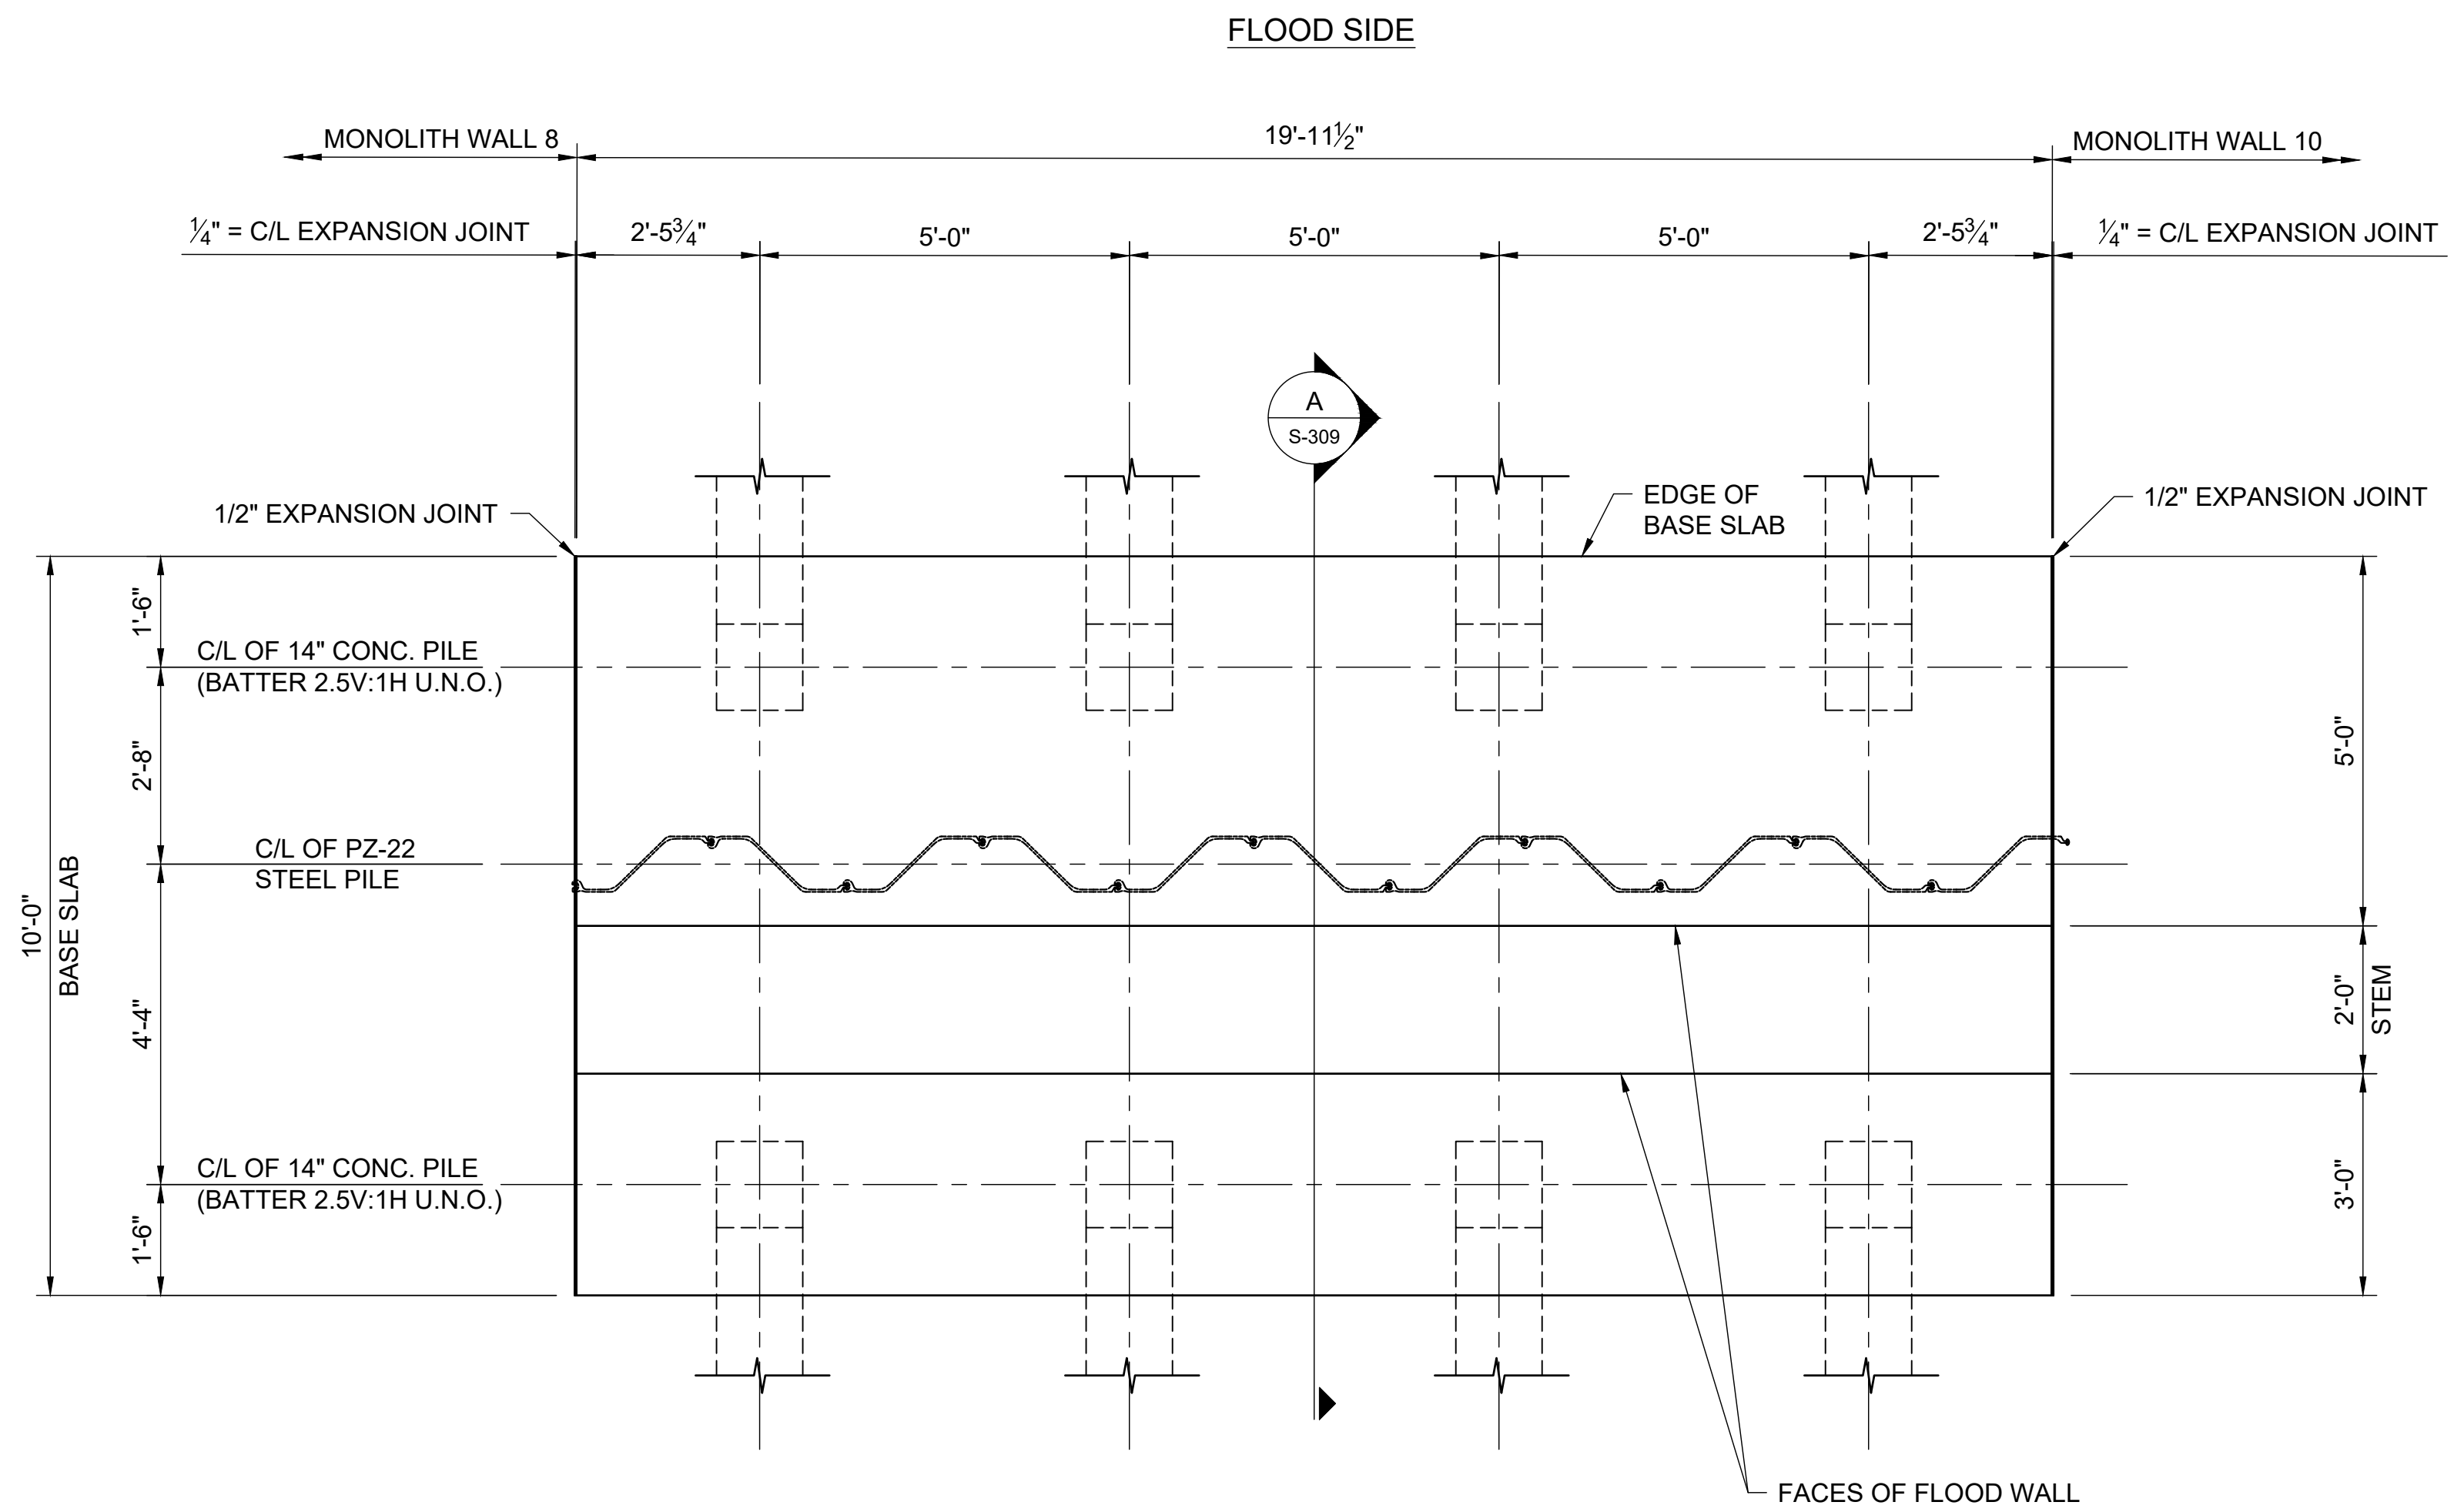 FLOOD SIDE
MONOLITH WALL 8
19'-11½"
MONOLITH WALL 10
¼" = C/L EXPANSION JOINT
2'-5¾"
5'-0"
5'-0"
5'-0"
2'-5¾"
¼" = C/L EXPANSION JOINT
A
S-309
1/2" EXPANSION JOINT
EDGE OF
BASE SLAB
1/2" EXPANSION JOINT
1'-6"
C/L OF 14" CONC. PILE
(BATTER 2.5V:1H U.N.O.)
2'-8"
5'-0"
C/L OF PZ-22
STEEL PILE
10'-0"
BASE SLAB
4'-4"
2'-0"
STEM
C/L OF 14" CONC. PILE
(BATTER 2.5V:1H U.N.O.)
1'-6"
3'-0"
FACES OF FLOOD WALL